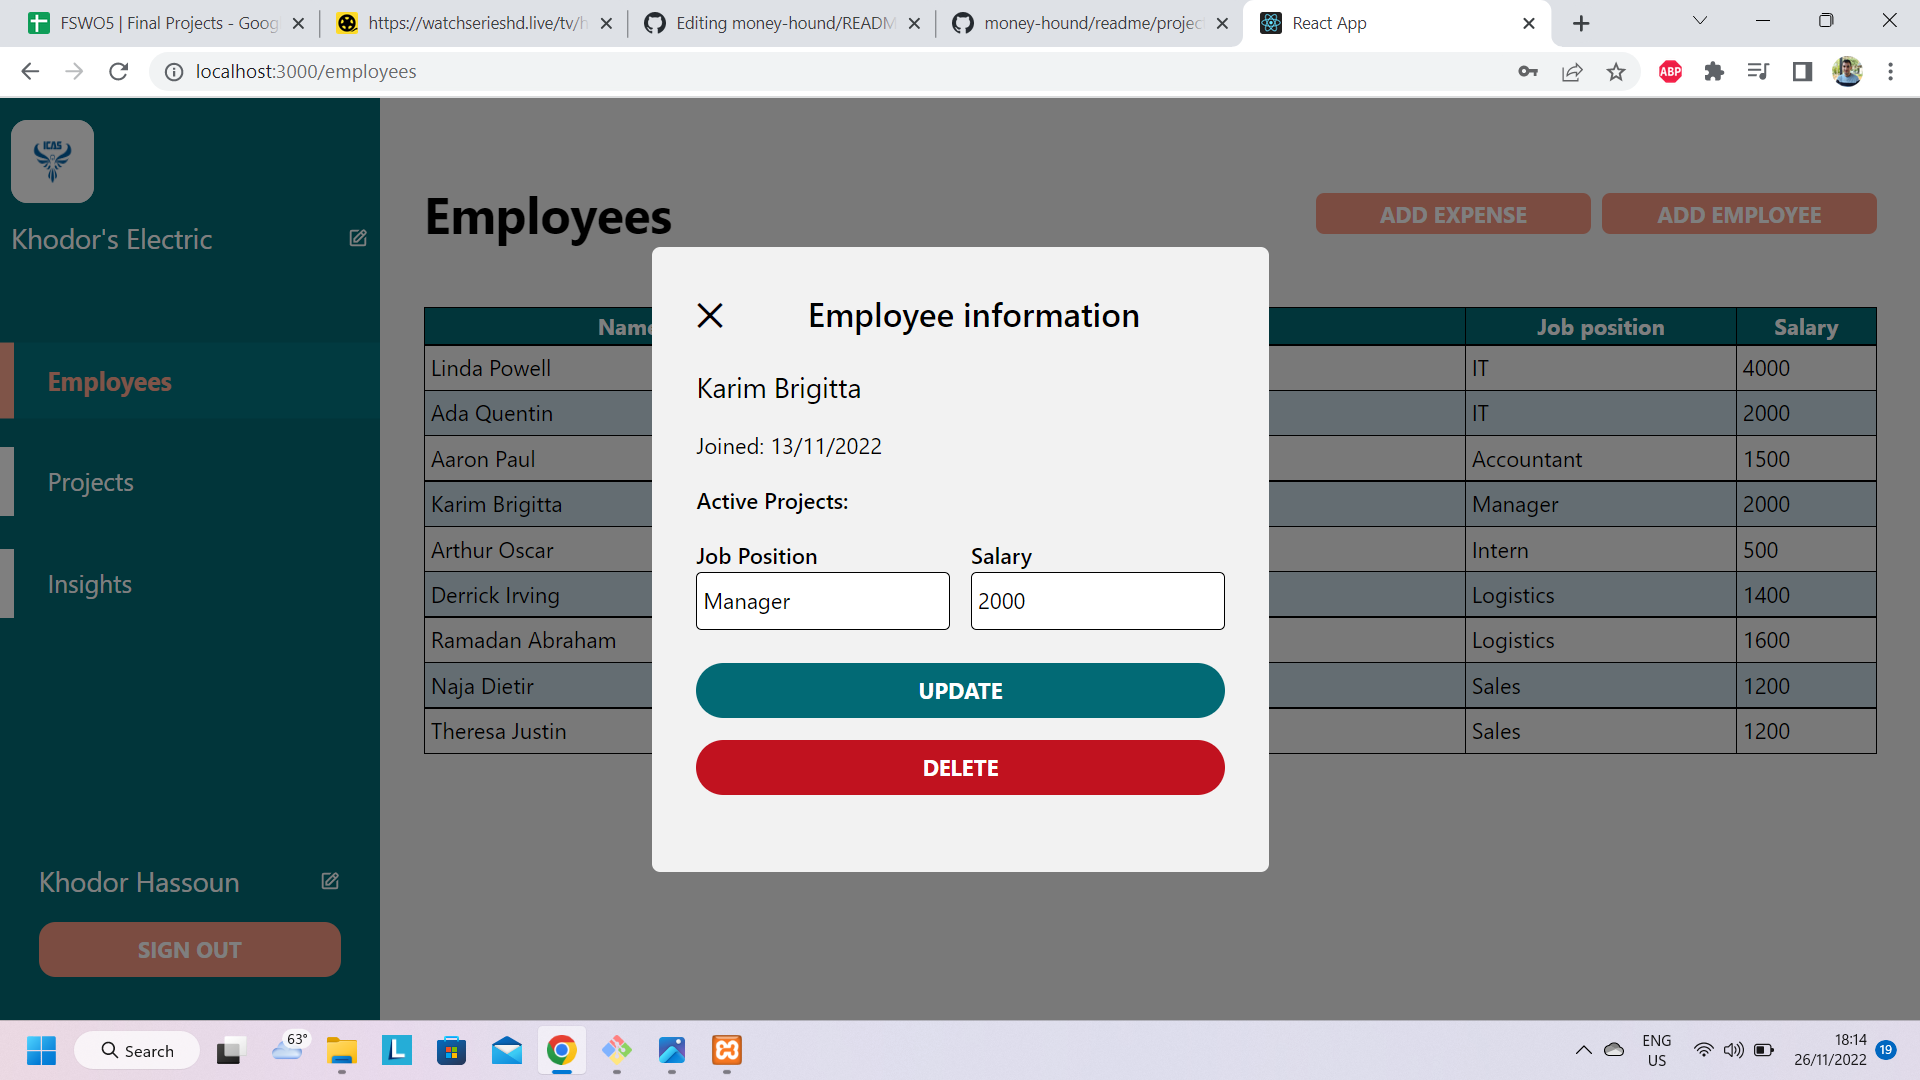 FSWO5 | Final Projects - Goog
https://watchserieshd.live/tv/h
Editing money-hound/READM
money-hound/readme/project
React App
localhost:3000/employees
ABP
ICAS
Khodor's Electric
Employees
Projects
Insights
Khodor Hassoun
SIGN OUT
Employees
ADD EXPENSE
ADD EMPLOYEE
Name
Job position
Salary
Linda Powell
IT
4000
Ada Quentin
IT
2000
Aaron Paul
Accountant
1500
Karim Brigitta
Manager
2000
Arthur Oscar
Intern
500
Derrick Irving
Logistics
1400
Ramadan Abraham
Logistics
1600
Naja Dietir
Sales
1200
Theresa Justin
Sales
1200
Employee information
Karim Brigitta
Joined: 13/11/2022
Active Projects:
Job Position
Salary
Manager
2000
UPDATE
DELETE
Search
63°
L
ENG
US
18:14
26/11/2022
19